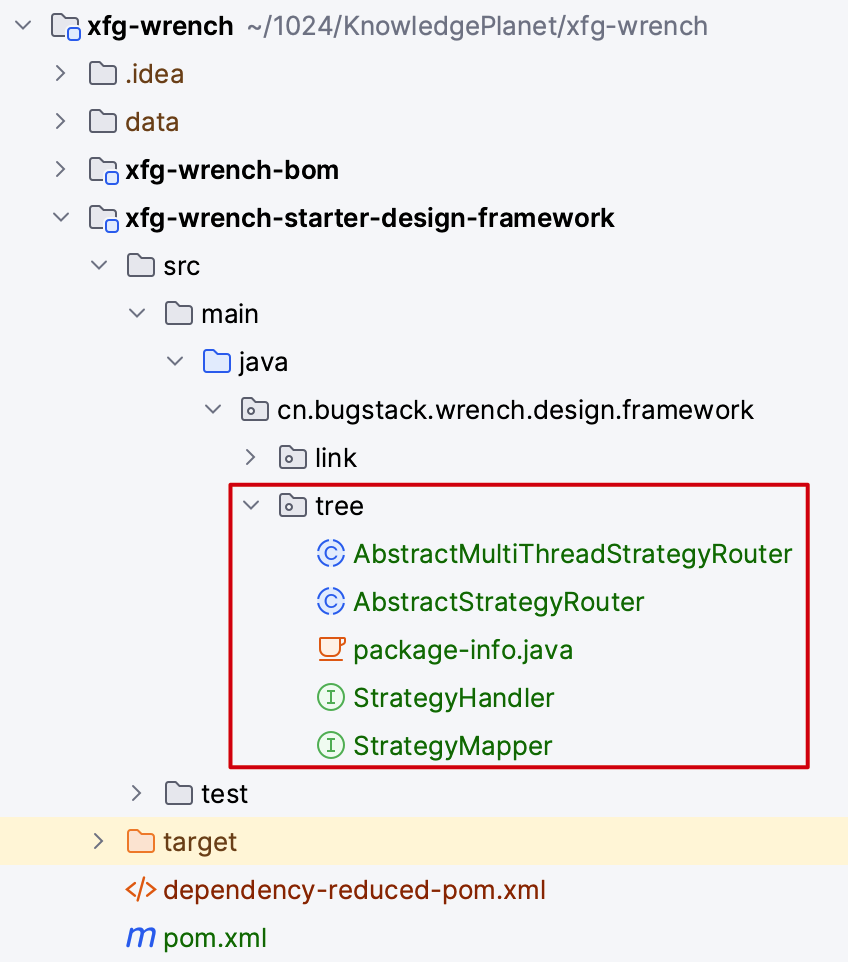 xfg-wrench ~/1024/KnowledgePlanet/xfg-wrench
.idea
data
xfg-wrench-bom
xfg-wrench-starter-design-framework
src
main
java
cn.bugstack.wrench.design.framework
link
tree
AbstractMultiThreadStrategyRouter
AbstractStrategyRouter
package-info.java
StrategyHandler
StrategyMapper
test
target
dependency-reduced-pom.xml
pom.xml